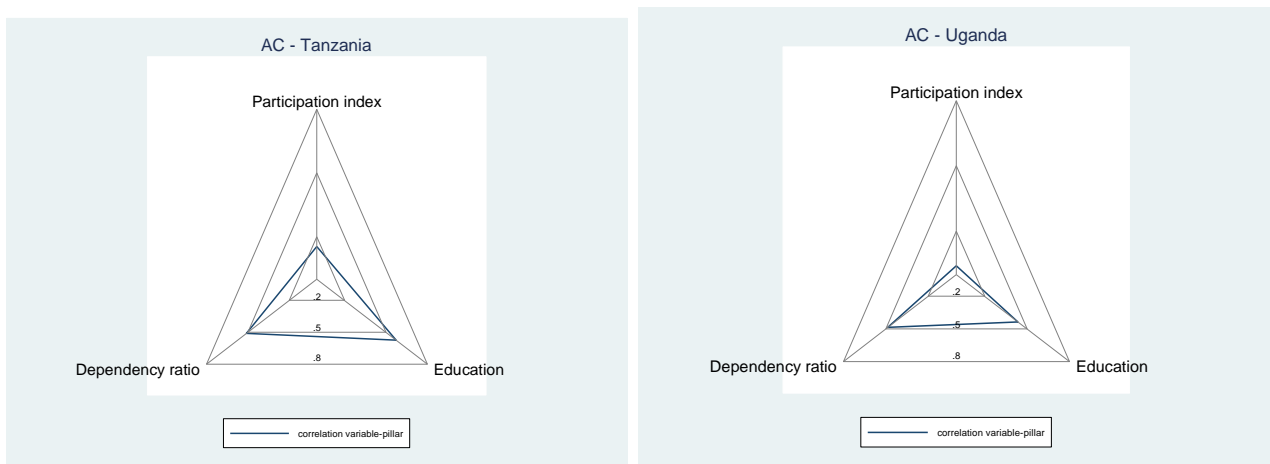 AC - Tanzania
Participation index
.2
.5
.8
Dependency ratio
Education
correlation variable-pillar
AC - Uganda
Participation index
.2
.5
.8
Dependency ratio
Education
correlation variable-pillar